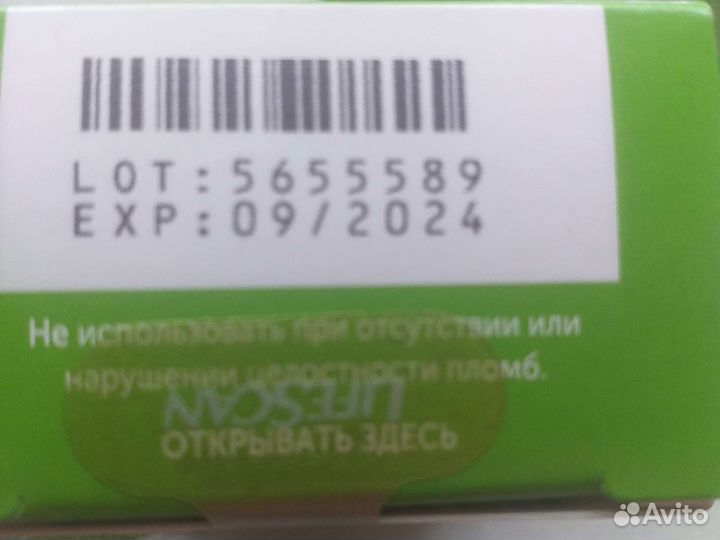 LOT:5655589
EXP:09/2024
Не использовать при отсутствии или
нарушении целостности пломб.
LIFESCAN
ОТКРЫВАТЬ ЗДЕСЬ
Avito